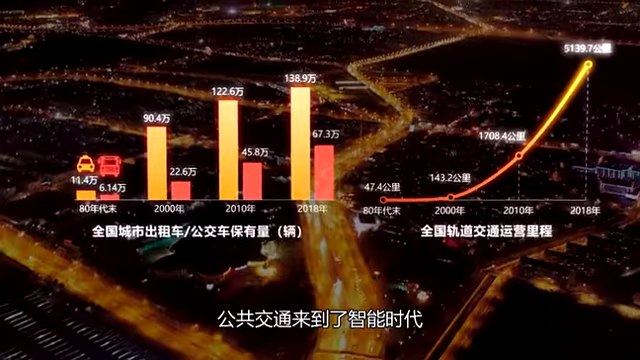 138.9万
122.6万
90.4万
67.3万
45.8万
22.6万
11.4万
6.14万
80年代末
2000年
2010年
2018年
全国城市出租车/公交车保有量（辆）
5139.7公里
1708.4公里
143.2公里
47.4公里
80年代末
2000年
2010年
2018年
全国轨道交通运营里程
公共交通来到了智能时代